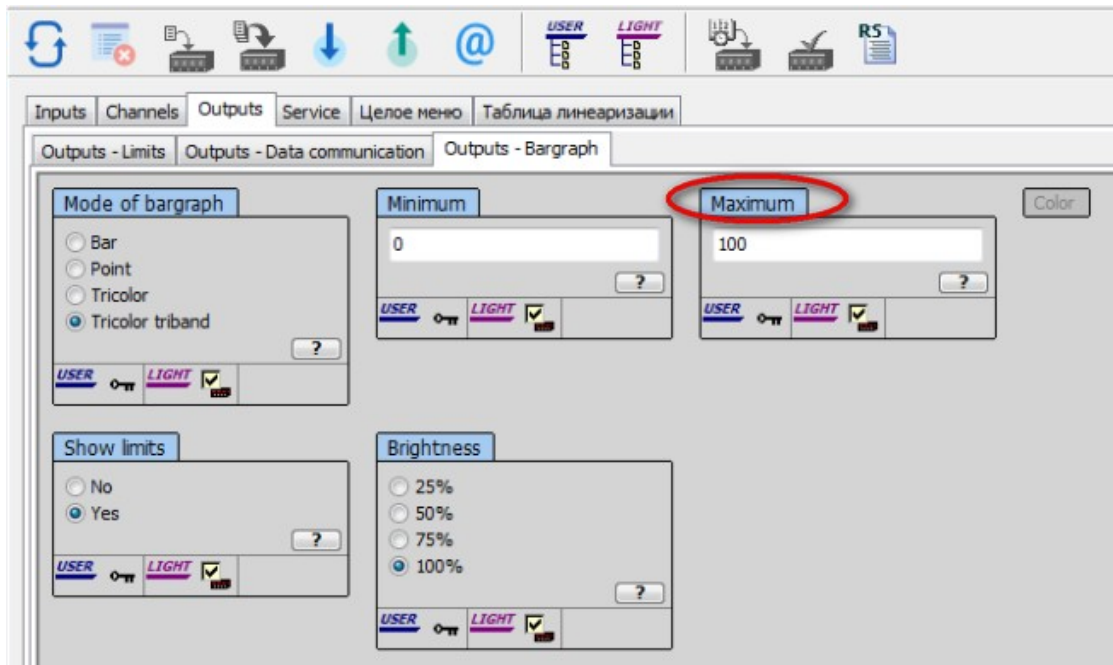 USER LIGHT RS
Inputs Channels Outputs Service Целое меню Таблица линеаризации
Outputs - Limits Outputs - Data communication Outputs - Bargraph
Mode of bargraph
Bar
Point
Tricolor
Tricolor triband
?
USER LIGHT
Minimum
0
?
USER LIGHT
Maximum
100
?
USER LIGHT
Color
Show limits
No
Yes
?
USER LIGHT
Brightness
25%
50%
75%
100%
?
USER LIGHT